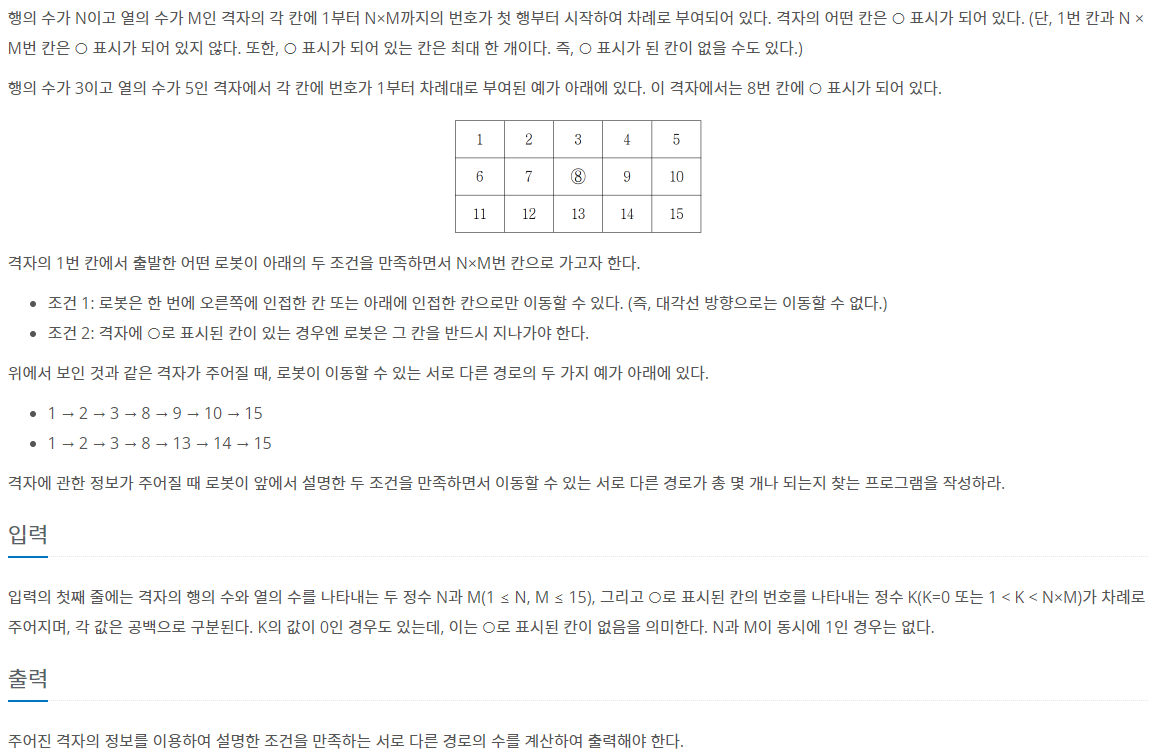 행의 수가 N이고 열의 수가 M인 격자의 각 칸에 1부터 N×M까지의 번호가 첫 행부터 시작하여 차례로 부여되어 있다. 격자의 어떤 칸은 ○ 표시가 되어 있다. (단, 1번 칸과 N ×
M번 칸은 ○ 표시가 되어 있지 않다. 또한, ○ 표시가 되어 있는 칸은 최대 한 개이다. 즉, ○ 표시가 된 칸이 없을 수도 있다.)
행의 수가 3이고 열의 수가 5인 격자에서 각 칸에 번호가 1부터 차례대로 부여된 예가 아래에 있다. 이 격자에서는 8번 칸에 ○ 표시가 되어 있다.
1 2 3 4 5
6 7 ⑧ 9 10
11 12 13 14 15
격자의 1번 칸에서 출발한 어떤 로봇이 아래의 두 조건을 만족하면서 N×M번 칸으로 가고자 한다.
• 조건 1: 로봇은 한 번에 오른쪽에 인접한 칸 또는 아래에 인접한 칸으로만 이동할 수 있다. (즉, 대각선 방향으로는 이동할 수 없다.)
• 조건 2: 격자에 ○로 표시된 칸이 있는 경우엔 로봇은 그 칸을 반드시 지나가야 한다.
위에서 보인 것과 같은 격자가 주어질 때, 로봇이 이동할 수 있는 서로 다른 경로의 두 가지 예가 아래에 있다.
• 1 → 2 → 3 → 8 → 9 → 10 → 15
• 1 → 2 → 3 → 8 → 13 → 14 → 15
격자에 관한 정보가 주어질 때 로봇이 앞에서 설명한 두 조건을 만족하면서 이동할 수 있는 서로 다른 경로가 총 몇 개나 되는지 찾는 프로그램을 작성하라.
입력
입력의 첫째 줄에는 격자의 행의 수와 열의 수를 나타내는 두 정수 N과 M(1 ≤ N, M ≤ 15), 그리고 ○로 표시된 칸의 번호를 나타내는 정수 K(K=0 또는 1 < K < N×M)가 차례로
주어지며, 각 값은 공백으로 구분된다. K의 값이 0인 경우도 있는데, 이는 ○로 표시된 칸이 없음을 의미한다. N과 M이 동시에 1인 경우는 없다.
출력
주어진 격자의 정보를 이용하여 설명한 조건을 만족하는 서로 다른 경로의 수를 계산하여 출력해야 한다.